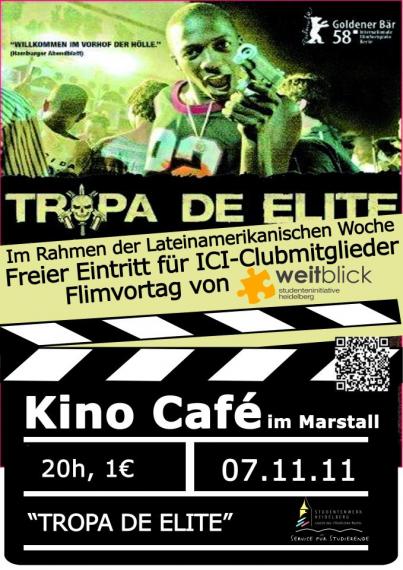 "WILLKOMMEN IM VORHOF DER HÖLLE."
(Hamburger Abendblatt)
Goldener Bär
58
Internationale
Filmfestspiele
Berlin
TROPA DE ELITE
Im Rahmen der Lateinamerikanischen Woche
Freier Eintritt für ICI-Clubmitglieder
Flimvortag von weitblick
studenteninitiative
heidelberg
Kino Café im Marstall
20h, 1€
07.11.11
"TROPA DE ELITE"
STUDENTENWERK
HEIDELBERG
SERVICE FÜR STUDIERENDE